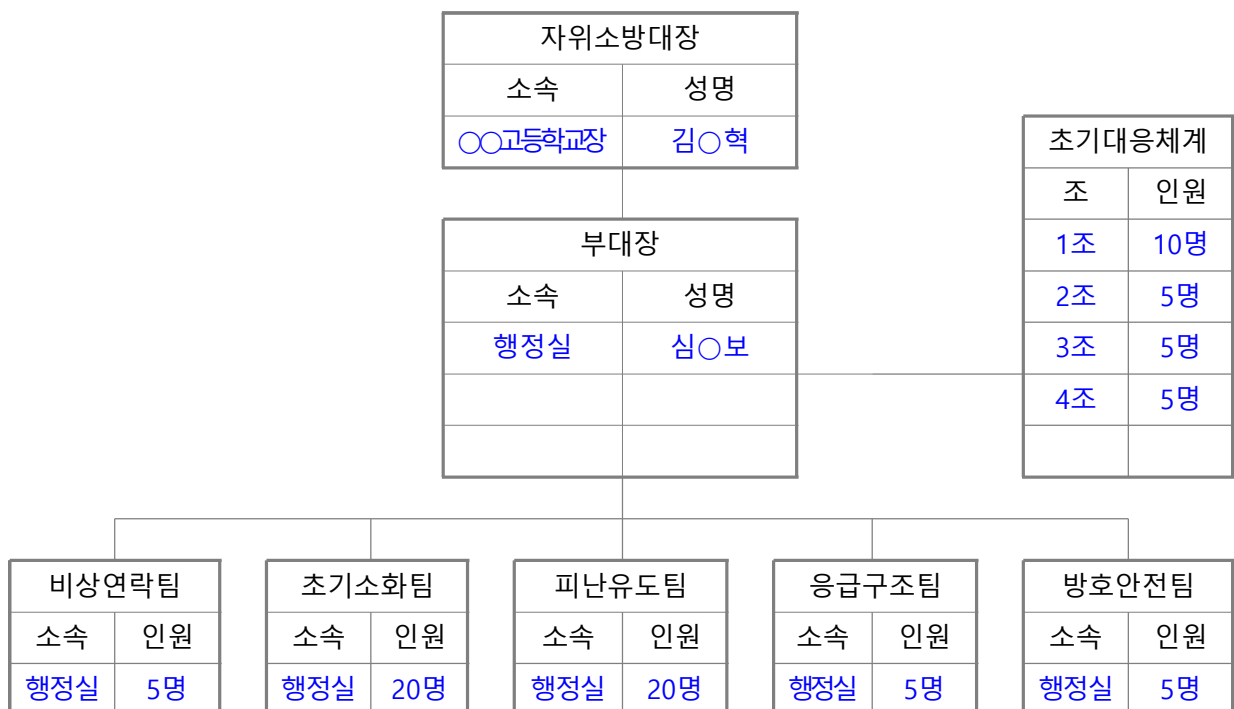 자위소방대장
소속 성명
○○고등학교장 김○혁
초기대응체계
조 인원
1조 10명
2조 5명
3조 5명
4조 5명
부대장
소속 성명
행정실 심○보
비상연락팀
소속 인원
행정실 5명
초기소화팀
소속 인원
행정실 20명
피난유도팀
소속 인원
행정실 20명
응급구조팀
소속 인원
행정실 5명
방호안전팀
소속 인원
행정실 5명